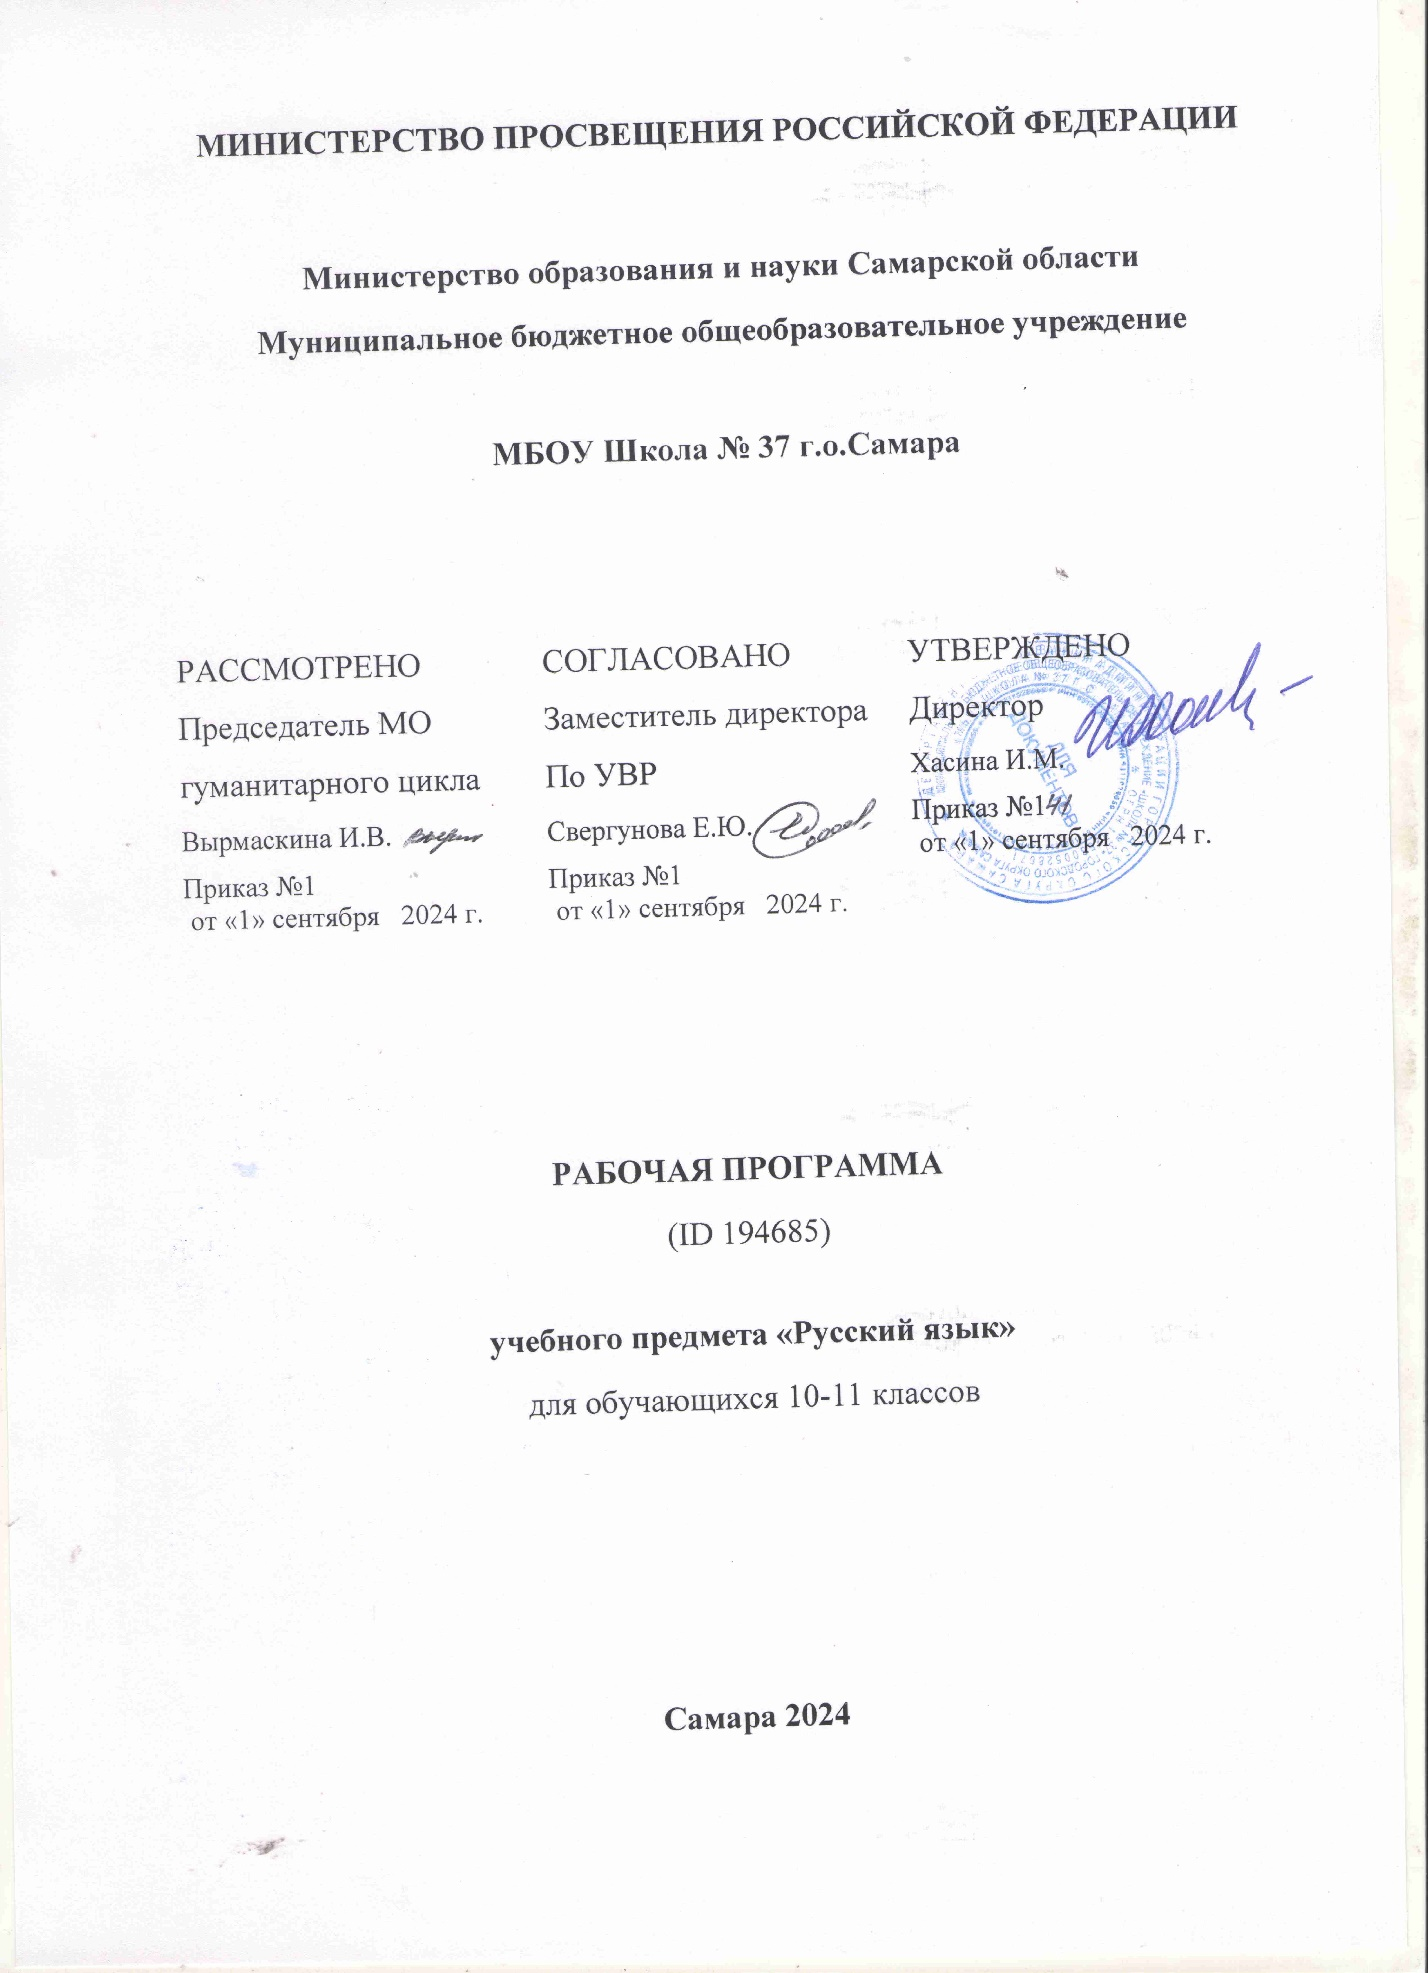 МИНИСТЕРСТВО ПРОСВЕЩЕНИЯ РОССИЙСКОЙ ФЕДЕРАЦИИ
Министерство образования и науки Самарской области
Муниципальное бюджетное общеобразовательное учреждение
МБОУ Школа № 37 г.о.Самара
РАССМОТРЕНО
Председатель МО
гуманитарного цикла
Вырмаскина И.В.
Приказ №1
от «1» сентября 2024 г.
СОГЛАСОВАНО
Заместитель директора
По УВР
Свергунова Е.Ю.
Приказ №1
от «1» сентября 2024 г.
УТВЕРЖДЕНО
Директор
Хасина И.М.
Приказ
от «1» сентября 2024 г.
ДЛЯ
ДОКУМЕНТОВ
РАБОЧАЯ ПРОГРАММА
(ID 194685)
учебного предмета «Русский язык»
для обучающихся 10-11 классов
Самара 2024